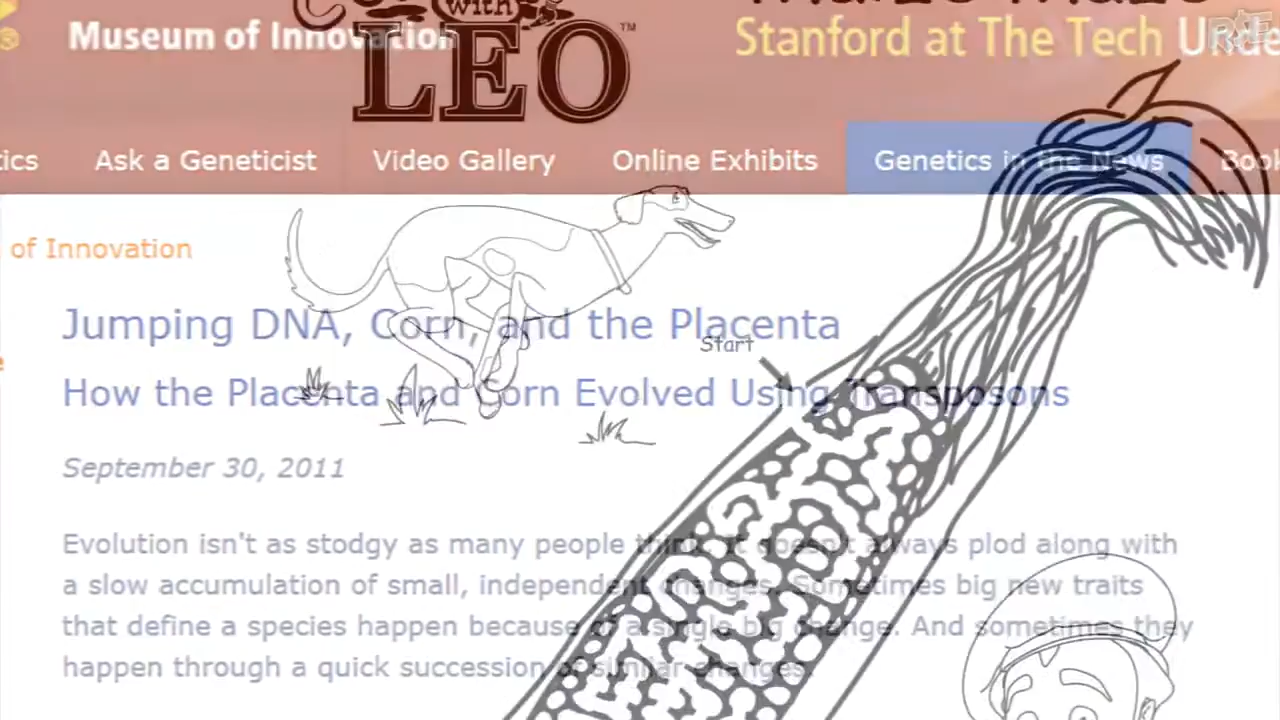 with
LEO™
Museum of Innovation
Stanford at The Tech
tics Ask a Geneticist Video Gallery Online Exhibits Genetics in the News
of Innovation
Jumping DNA, Corn, and the Placenta
Start
How the Placenta and Corn Evolved Using Transposons
September 30, 2011
Evolution isn't as stodgy as many people think. It doesn't always plod along with
a slow accumulation of small, independent changes. Sometimes big new traits
that define a species happen because of a single big change. And sometimes they
happen through a quick succession of similar changes.